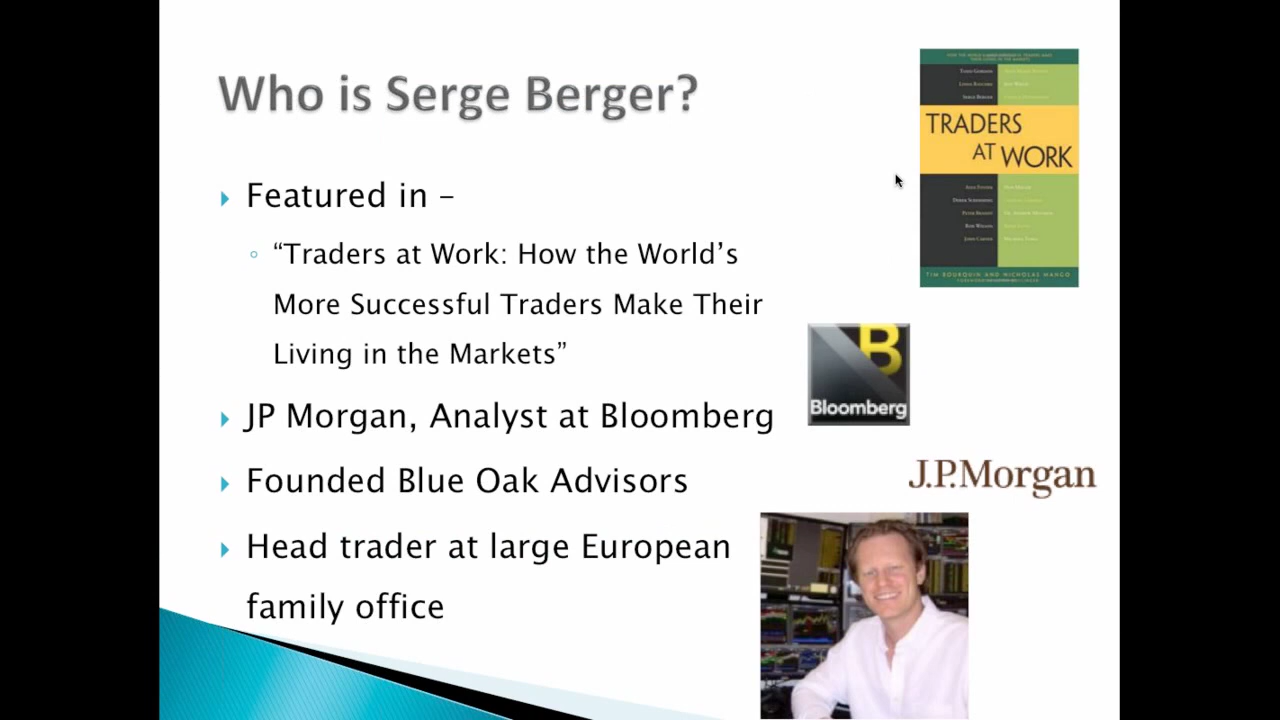 Who is Serge Berger?
Featured in –
“Traders at Work: How the World’s
More Successful Traders Make Their
Living in the Markets”
JP Morgan, Analyst at Bloomberg
Founded Blue Oak Advisors
Head trader at large European
family office
TRADERS
AT WORK
TIM BOURQUIN AND NICHOLAS MANGO
B
Bloomberg
J.P.Morgan